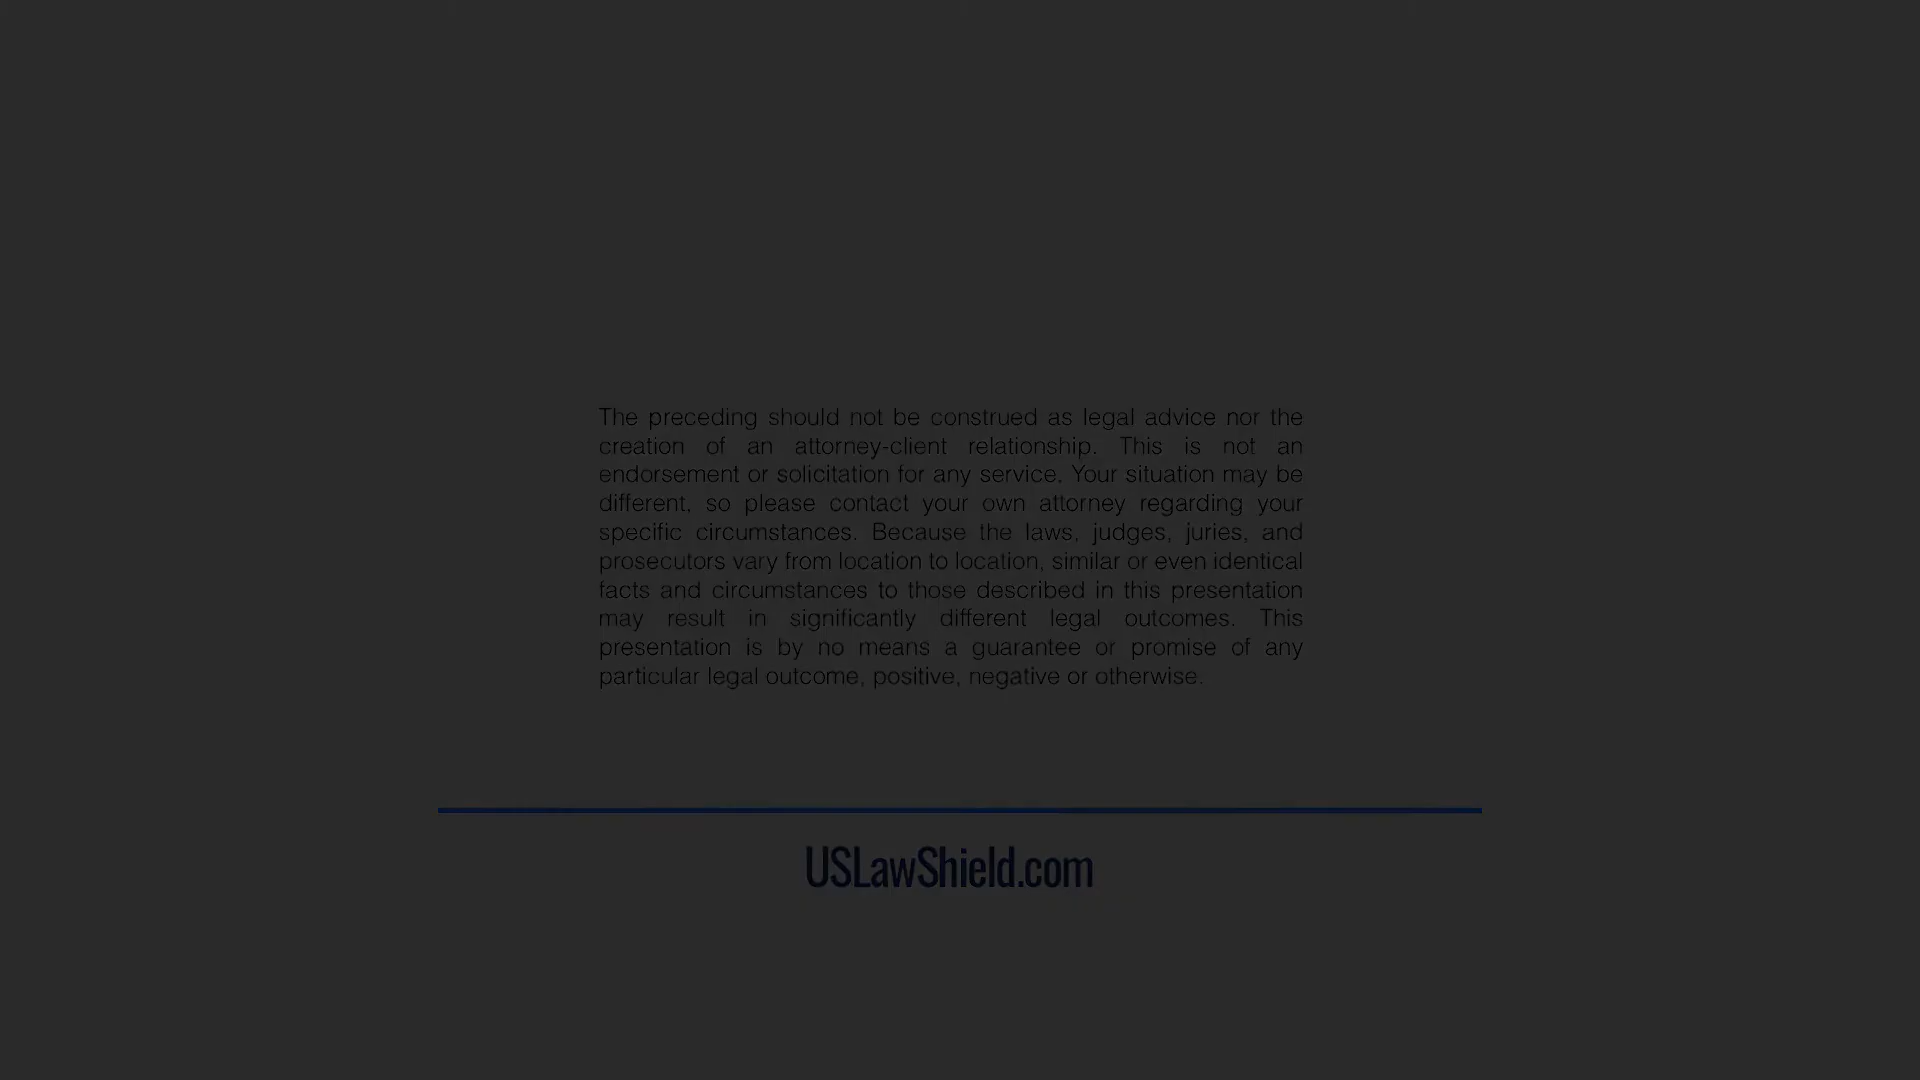 The preceding should not be construed as legal advice nor the
creation of an attorney-client relationship. This is not an
endorsement or solicitation for any service. Your situation may be
different, so please contact your own attorney regarding your
specific circumstances. Because the laws, judges, juries, and
prosecutors vary from location to location, similar or even identical
facts and circumstances to those described in this presentation
may result in significantly different legal outcomes. This
presentation is by no means a guarantee or promise of any
particular legal outcome, positive, negative or otherwise.
USLawShield.com